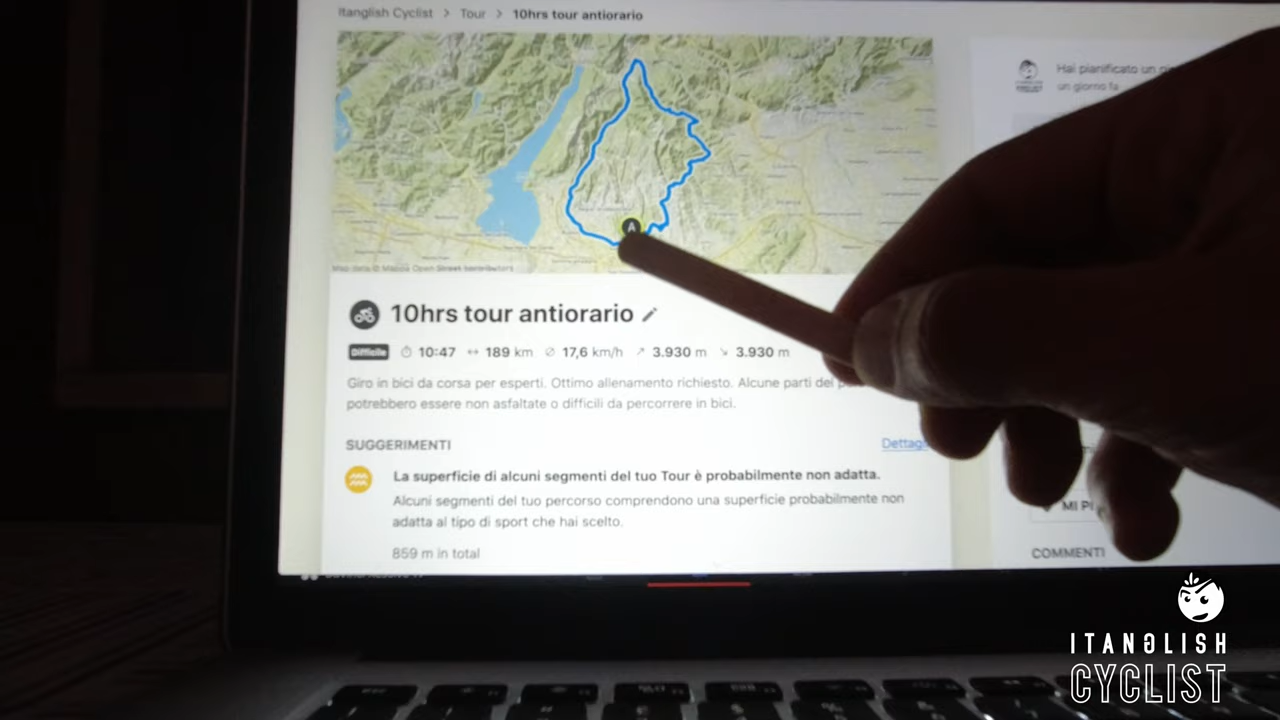 Itanglish Cyclist > Tour > 10hrs tour antiorario
Hai pianificato un
un giorno fa
A
10hrs tour antiorario
Difficile 10:47 189 km 17,6 km/h 3.930 m 3.930 m
Giro in bici da corsa per esperti. Ottimo allenamento richiesto. Alcune parti del
potrebbero essere non asfaltate o difficili da percorrere in bici.
SUGGERIMENTI
Dettag
La superficie di alcuni segmenti del tuo Tour è probabilmente non adatta.
Alcuni segmenti del tuo percorso comprendono una superficie probabilmente non
adatta al tipo di sport che hai scelto.
859 m in total
MI PI
COMMENTI
ITANGLISH
CYCLIST